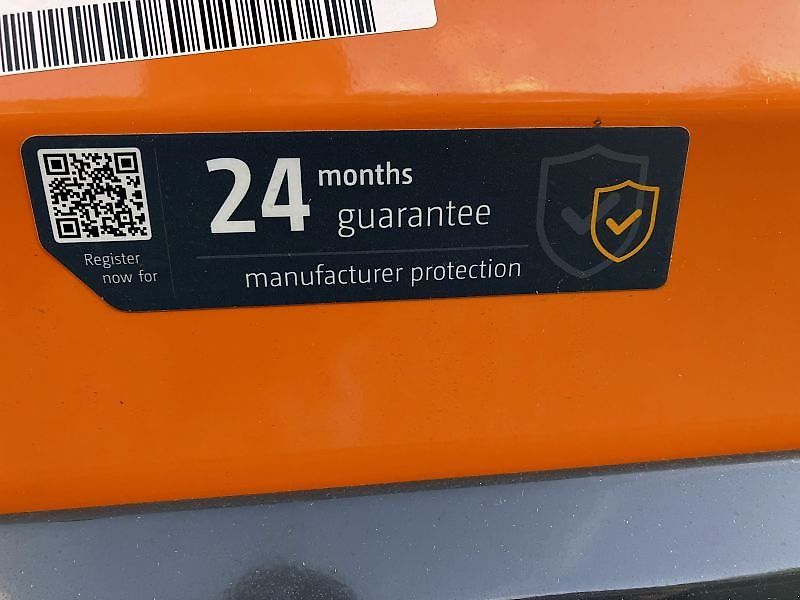 24 months
guarantee
manufacturer protection
Register
now for